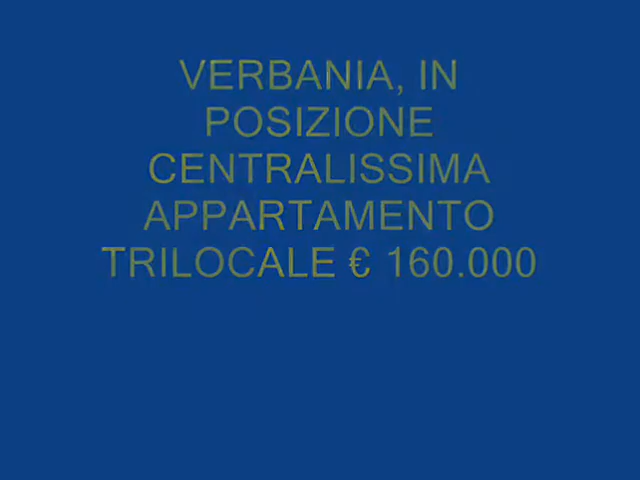 VERBANIA, IN
POSIZIONE
CENTRALISSIMA
APPARTAMENTO
TRILOCALE € 160.000